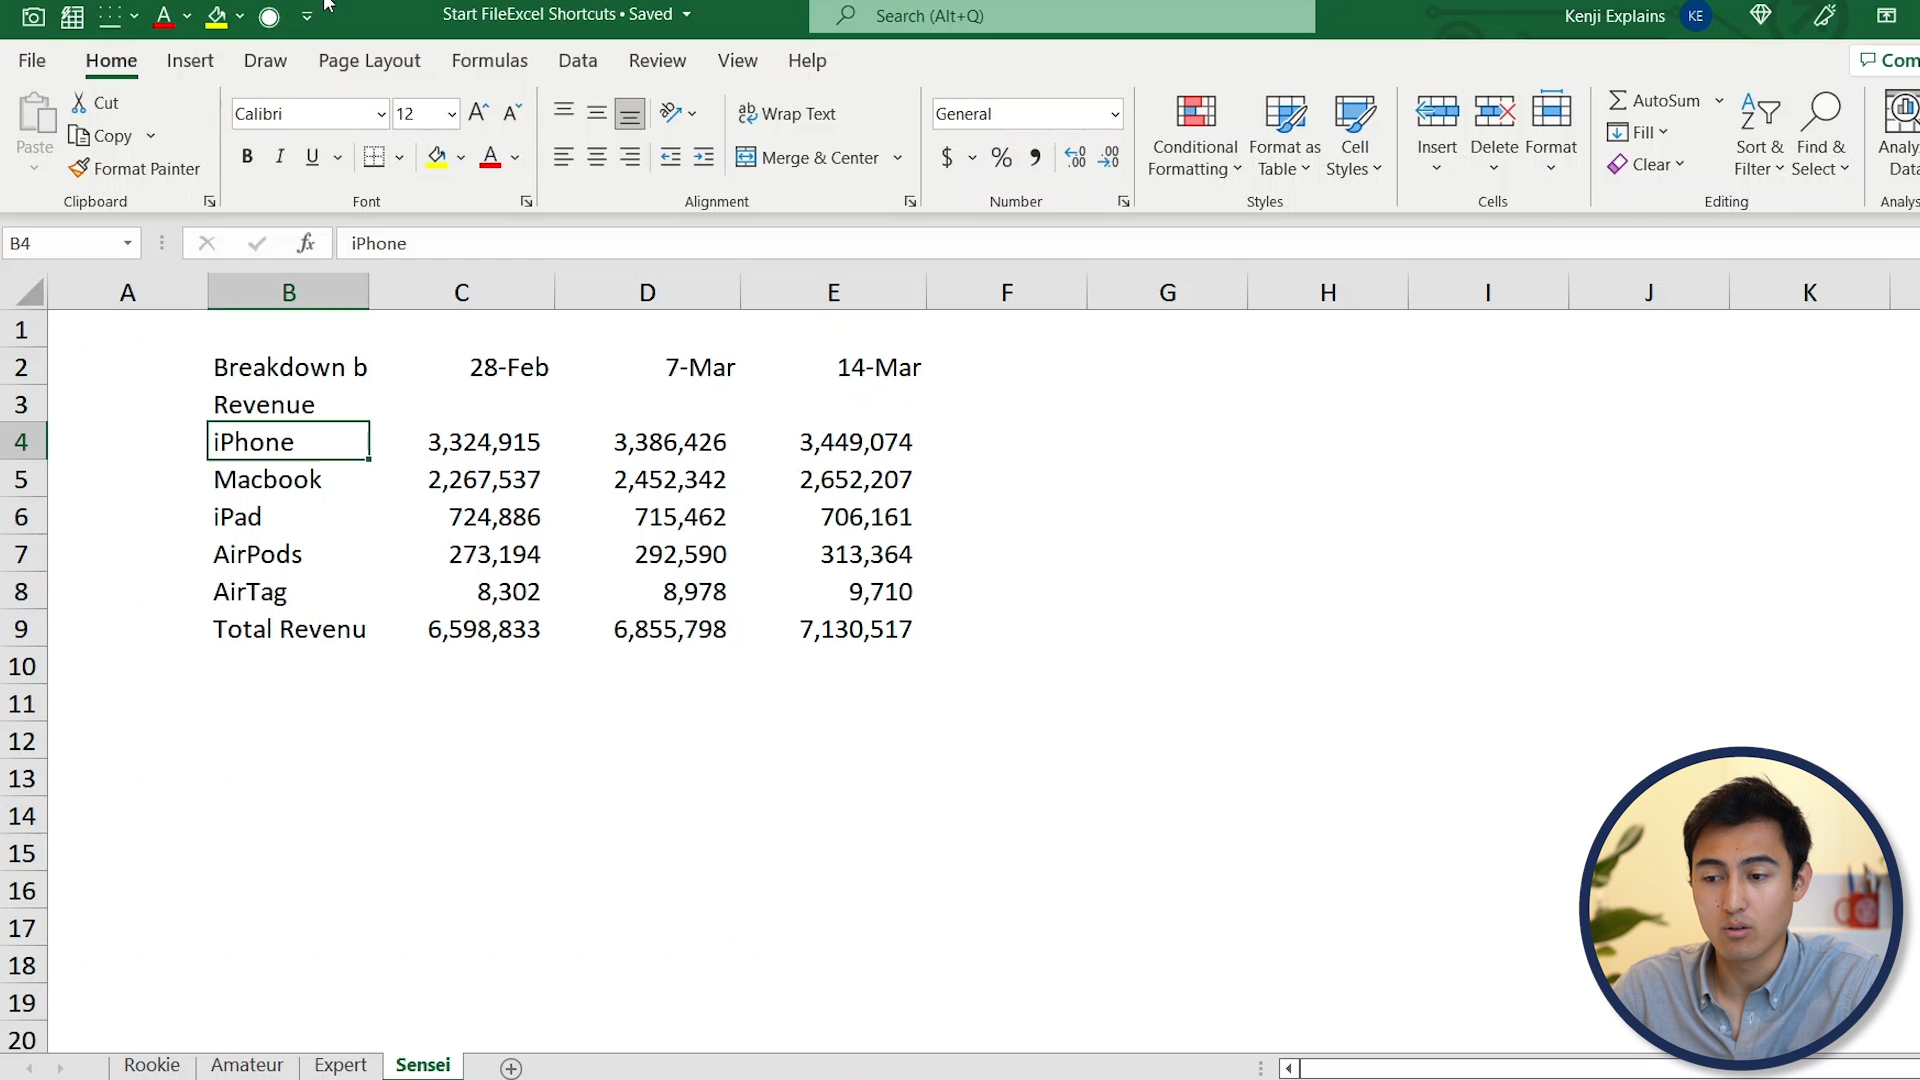 Start FileExcel Shortcuts • Saved
Search (Alt+Q)
Kenji Explains
KE
File Home Insert Draw Page Layout Formulas Data Review View Help
Com
Paste
Cut
Copy
Format Painter
Clipboard
Calibri
12
B I U
A
Font
Wrap Text
Merge & Center
Alignment
General
$ % ,
Number
Conditional Formatting
Format as Table
Cell Styles
Styles
Insert
Delete
Format
Cells
AutoSum
Fill
Clear
Sort & Filter
Find & Select
Editing
Analy
Data
Analys
B4
fx
iPhone
A B C D E F G H I J K
1
2 Breakdown b 28-Feb 7-Mar 14-Mar
3 Revenue
4 iPhone 3,324,915 3,386,426 3,449,074
5 Macbook 2,267,537 2,452,342 2,652,207
6 iPad 724,886 715,462 706,161
7 AirPods 273,194 292,590 313,364
8 AirTag 8,302 8,978 9,710
9 Total Revenu 6,598,833 6,855,798 7,130,517
10
11
12
13
14
15
16
17
18
19
20
Rookie Amateur Expert Sensei